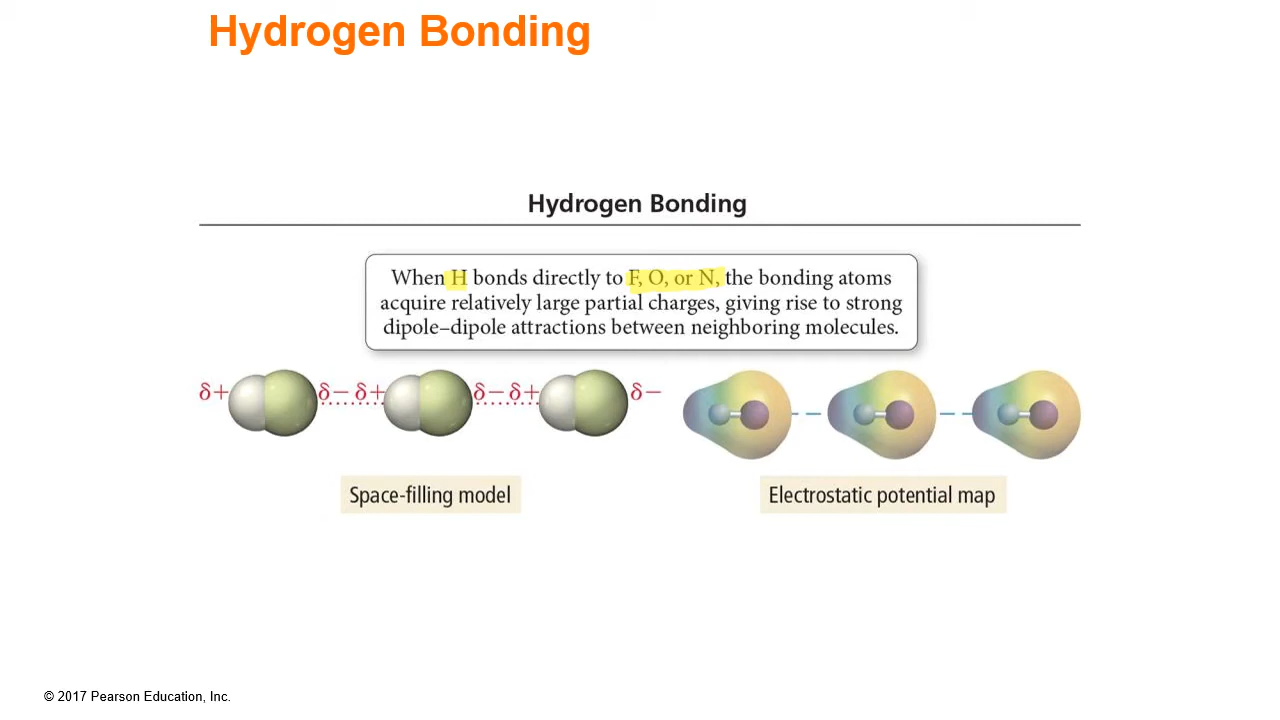 Hydrogen Bonding
Hydrogen Bonding
When H bonds directly to F, O, or N, the bonding atoms
acquire relatively large partial charges, giving rise to strong
dipole–dipole attractions between neighboring molecules.
δ+ δ− δ+ δ− δ+ δ−
Space-filling model
Electrostatic potential map
© 2017 Pearson Education, Inc.